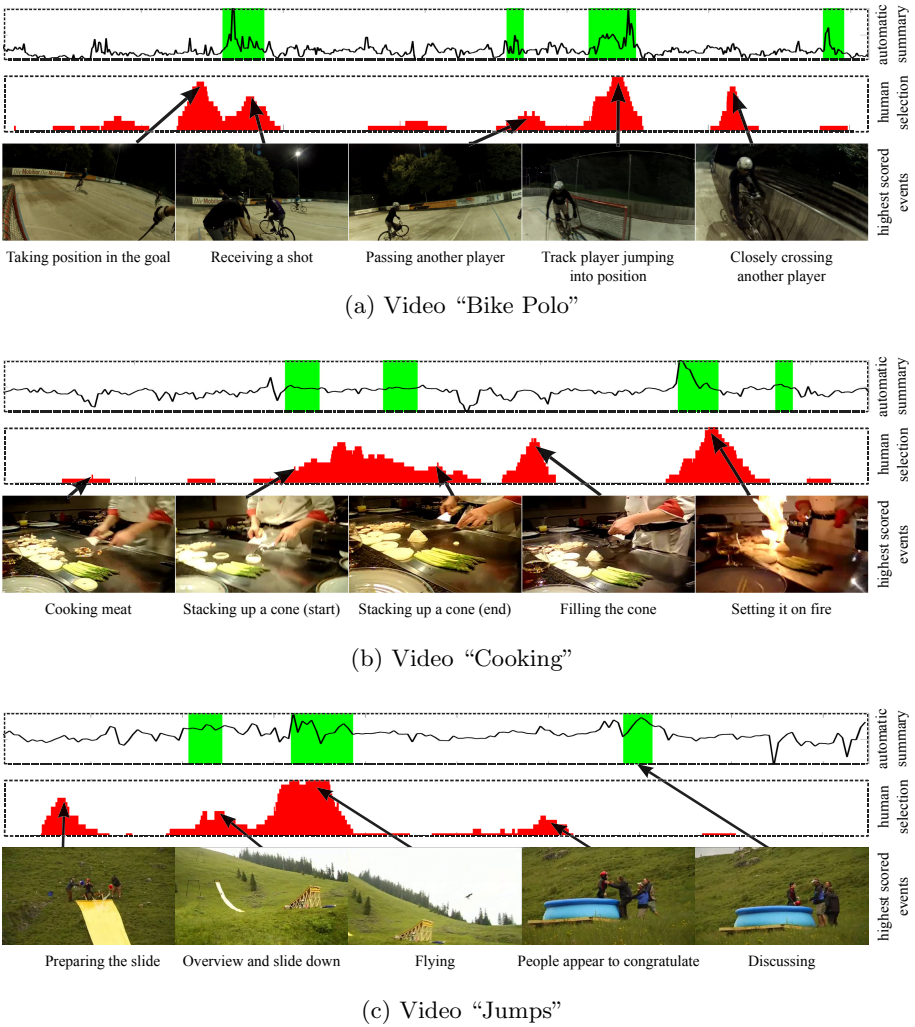 automatic
summary
human
selection
highest scored
events
Taking position in the goal
Receiving a shot
Passing another player
Track player jumping
into position
Closely crossing
another player
(a) Video “Bike Polo”
automatic
summary
human
selection
highest scored
events
Cooking meat
Stacking up a cone (start)
Stacking up a cone (end)
Filling the cone
Setting it on fire
(b) Video “Cooking”
automatic
summary
human
selection
highest scored
events
Preparing the slide
Overview and slide down
Flying
People appear to congratulate
Discussing
(c) Video “Jumps”